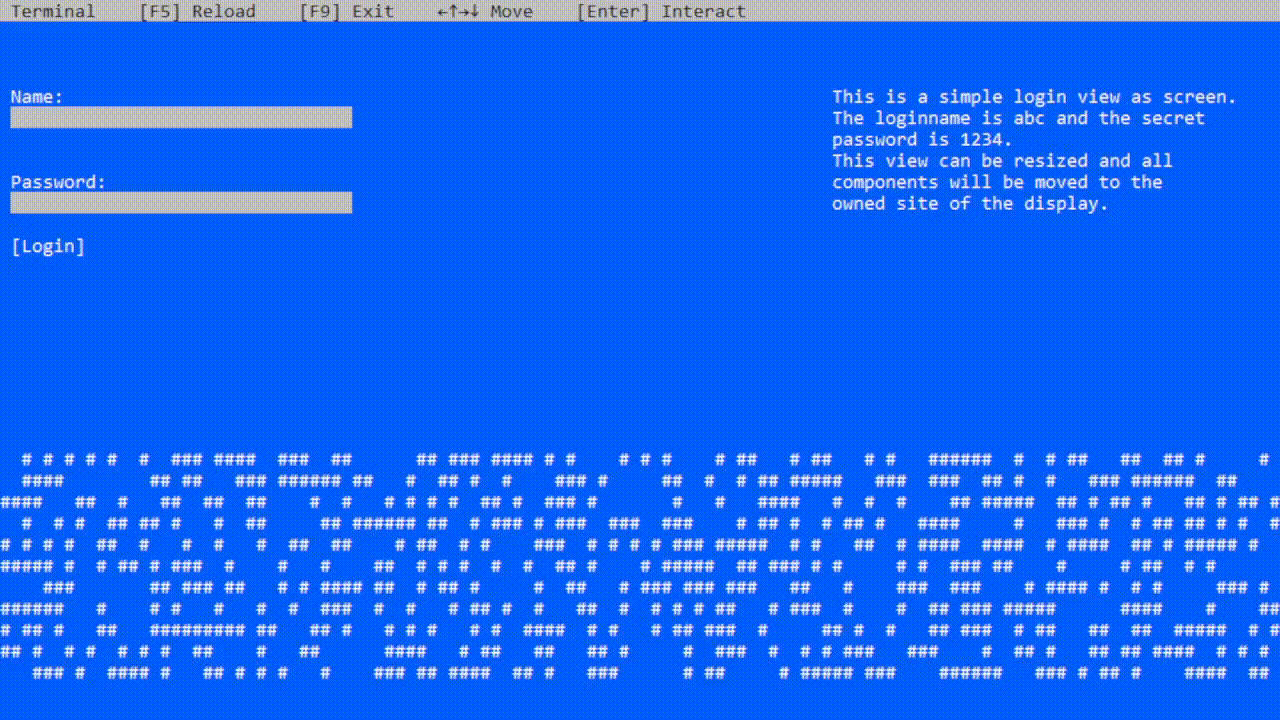 Terminal [F5] Reload [F9] Exit ←↑→↓ Move [Enter] Interact
Name:
Password:
[Login]
This is a simple login view as screen.
The loginname is abc and the secret
password is 1234.
This view can be resized and all
components will be moved to the
owned site of the display.